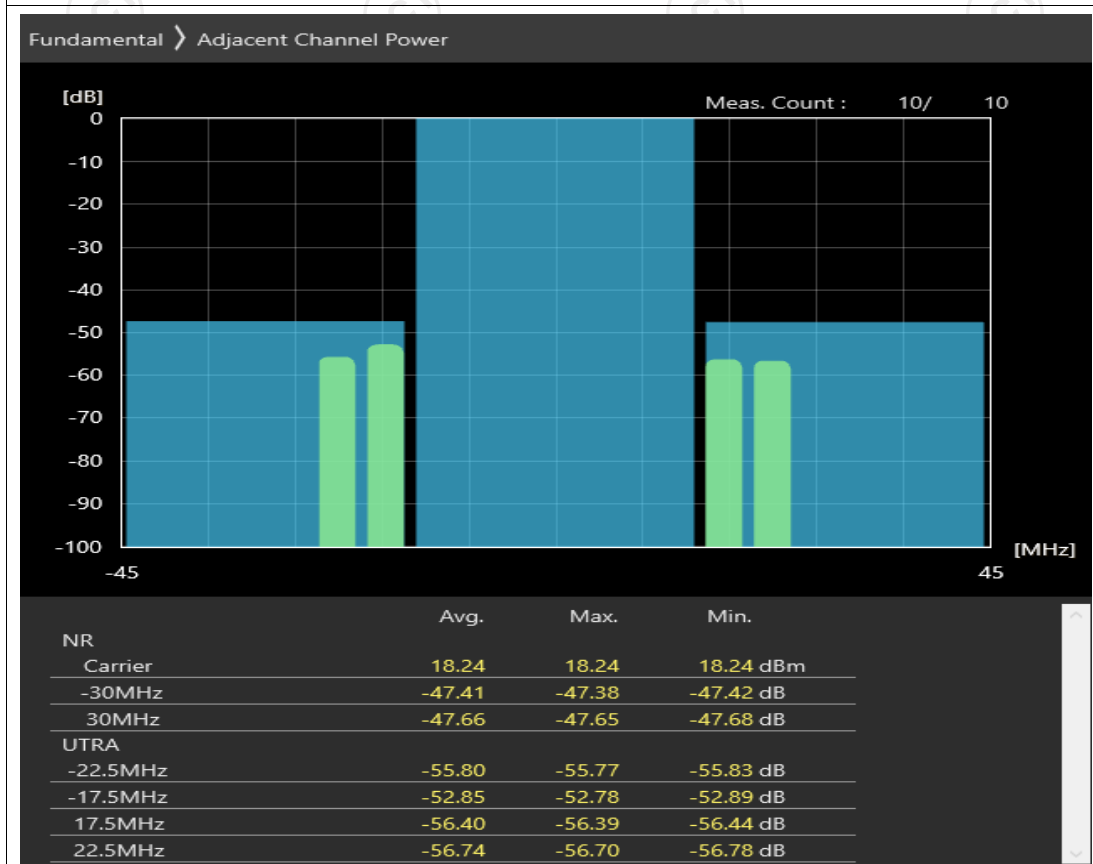 Fundamental ❭ Adjacent Channel Power
[dB]
Meas. Count : 10/ 10
0
-10
-20
-30
-40
-50
-60
-70
-80
-90
-100
[MHz]
-45 45
Avg. Max. Min.
NR
Carrier 18.24 18.24 18.24 dBm
-30MHz -47.41 -47.38 -47.42 dB
30MHz -47.66 -47.65 -47.68 dB
UTRA
-22.5MHz -55.80 -55.77 -55.83 dB
-17.5MHz -52.85 -52.78 -52.89 dB
17.5MHz -56.40 -56.39 -56.44 dB
22.5MHz -56.74 -56.70 -56.78 dB